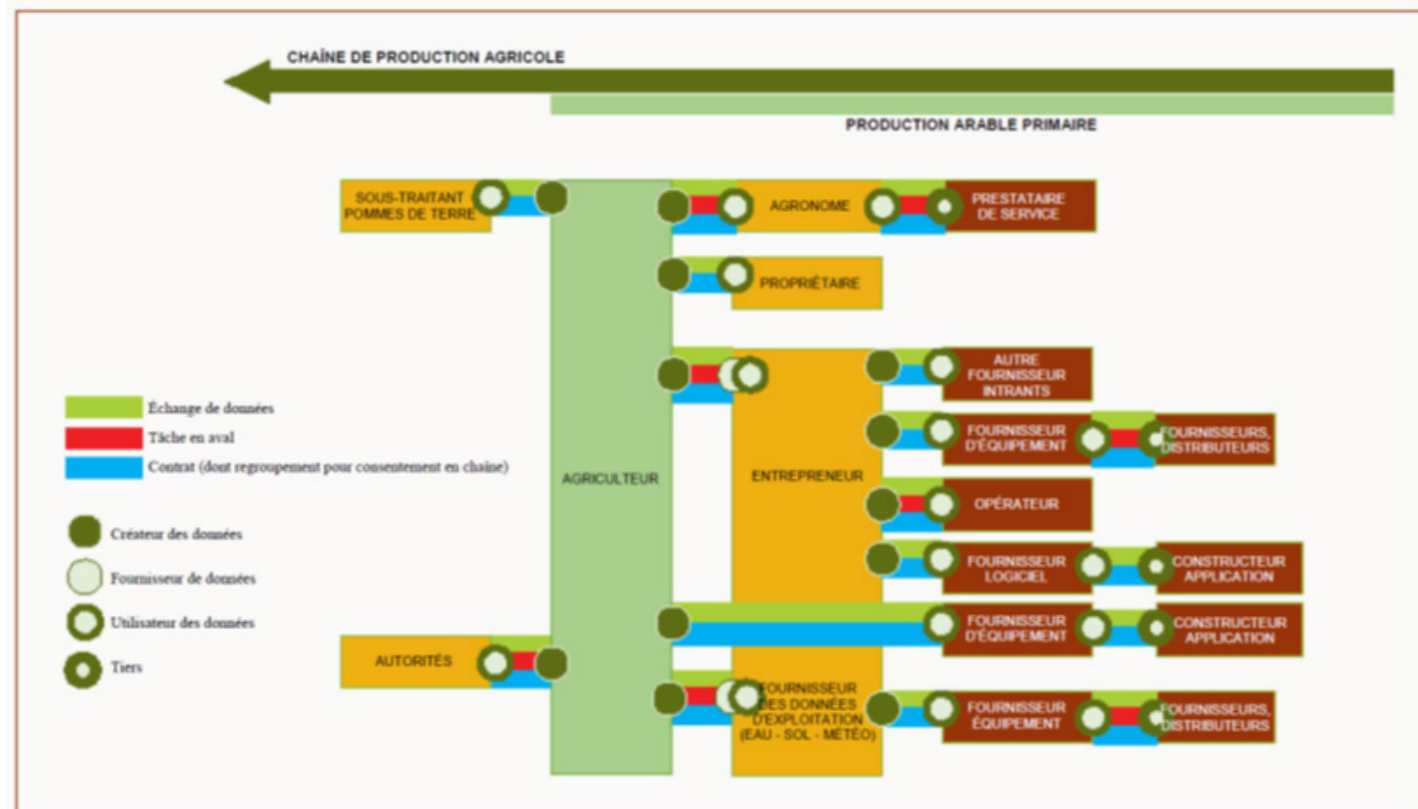 CHAÎNE DE PRODUCTION AGRICOLE
PRODUCTION ARABLE PRIMAIRE
SOUS-TRAITANT
POMMES DE TERRE
AGRONOME
PRESTATAIRE
DE SERVICE
PROPRIÉTAIRE
AUTRE
FOURNISSEUR
INTRANTS
Échange de données
Tâche en aval
Contrat (dont regroupement pour consentement en chaîne)
FOURNISSEUR
D'ÉQUIPEMENT
FOURNISSEURS,
DISTRIBUTEURS
AGRICULTEUR
ENTREPRENEUR
OPÉRATEUR
Créateur des données
Fournisseur de données
Utilisateur des données
Tiers
FOURNISSEUR
LOGICIEL
CONSTRUCTEUR
APPLICATION
FOURNISSEUR
D'ÉQUIPEMENT
CONSTRUCTEUR
APPLICATION
AUTORITÉS
FOURNISSEUR
DES DONNÉES
D'EXPLOITATION
(EAU - SOL - MÉTÉO)
FOURNISSEUR
ÉQUIPEMENT
FOURNISSEURS,
DISTRIBUTEURS